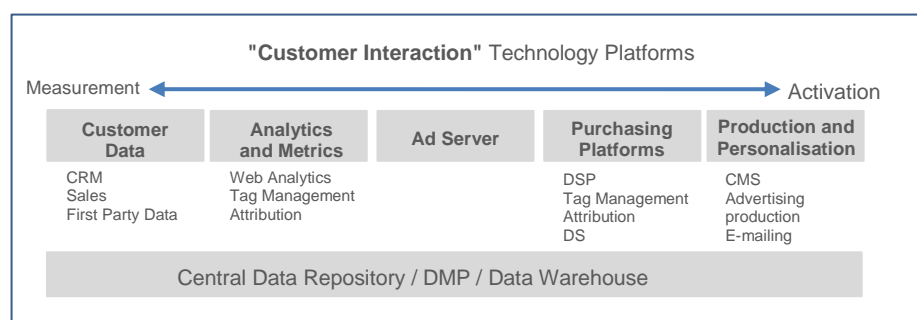 "Customer Interaction" Technology Platforms
Measurement
Activation
Customer
Data
Analytics
and Metrics
Ad Server
Purchasing
Platforms
Production and
Personalisation
CRM
Sales
First Party Data
Web Analytics
Tag Management
Attribution
DSP
Tag Management
Attribution
DS
CMS
Advertising
production
E-mailing
Central Data Repository / DMP / Data Warehouse